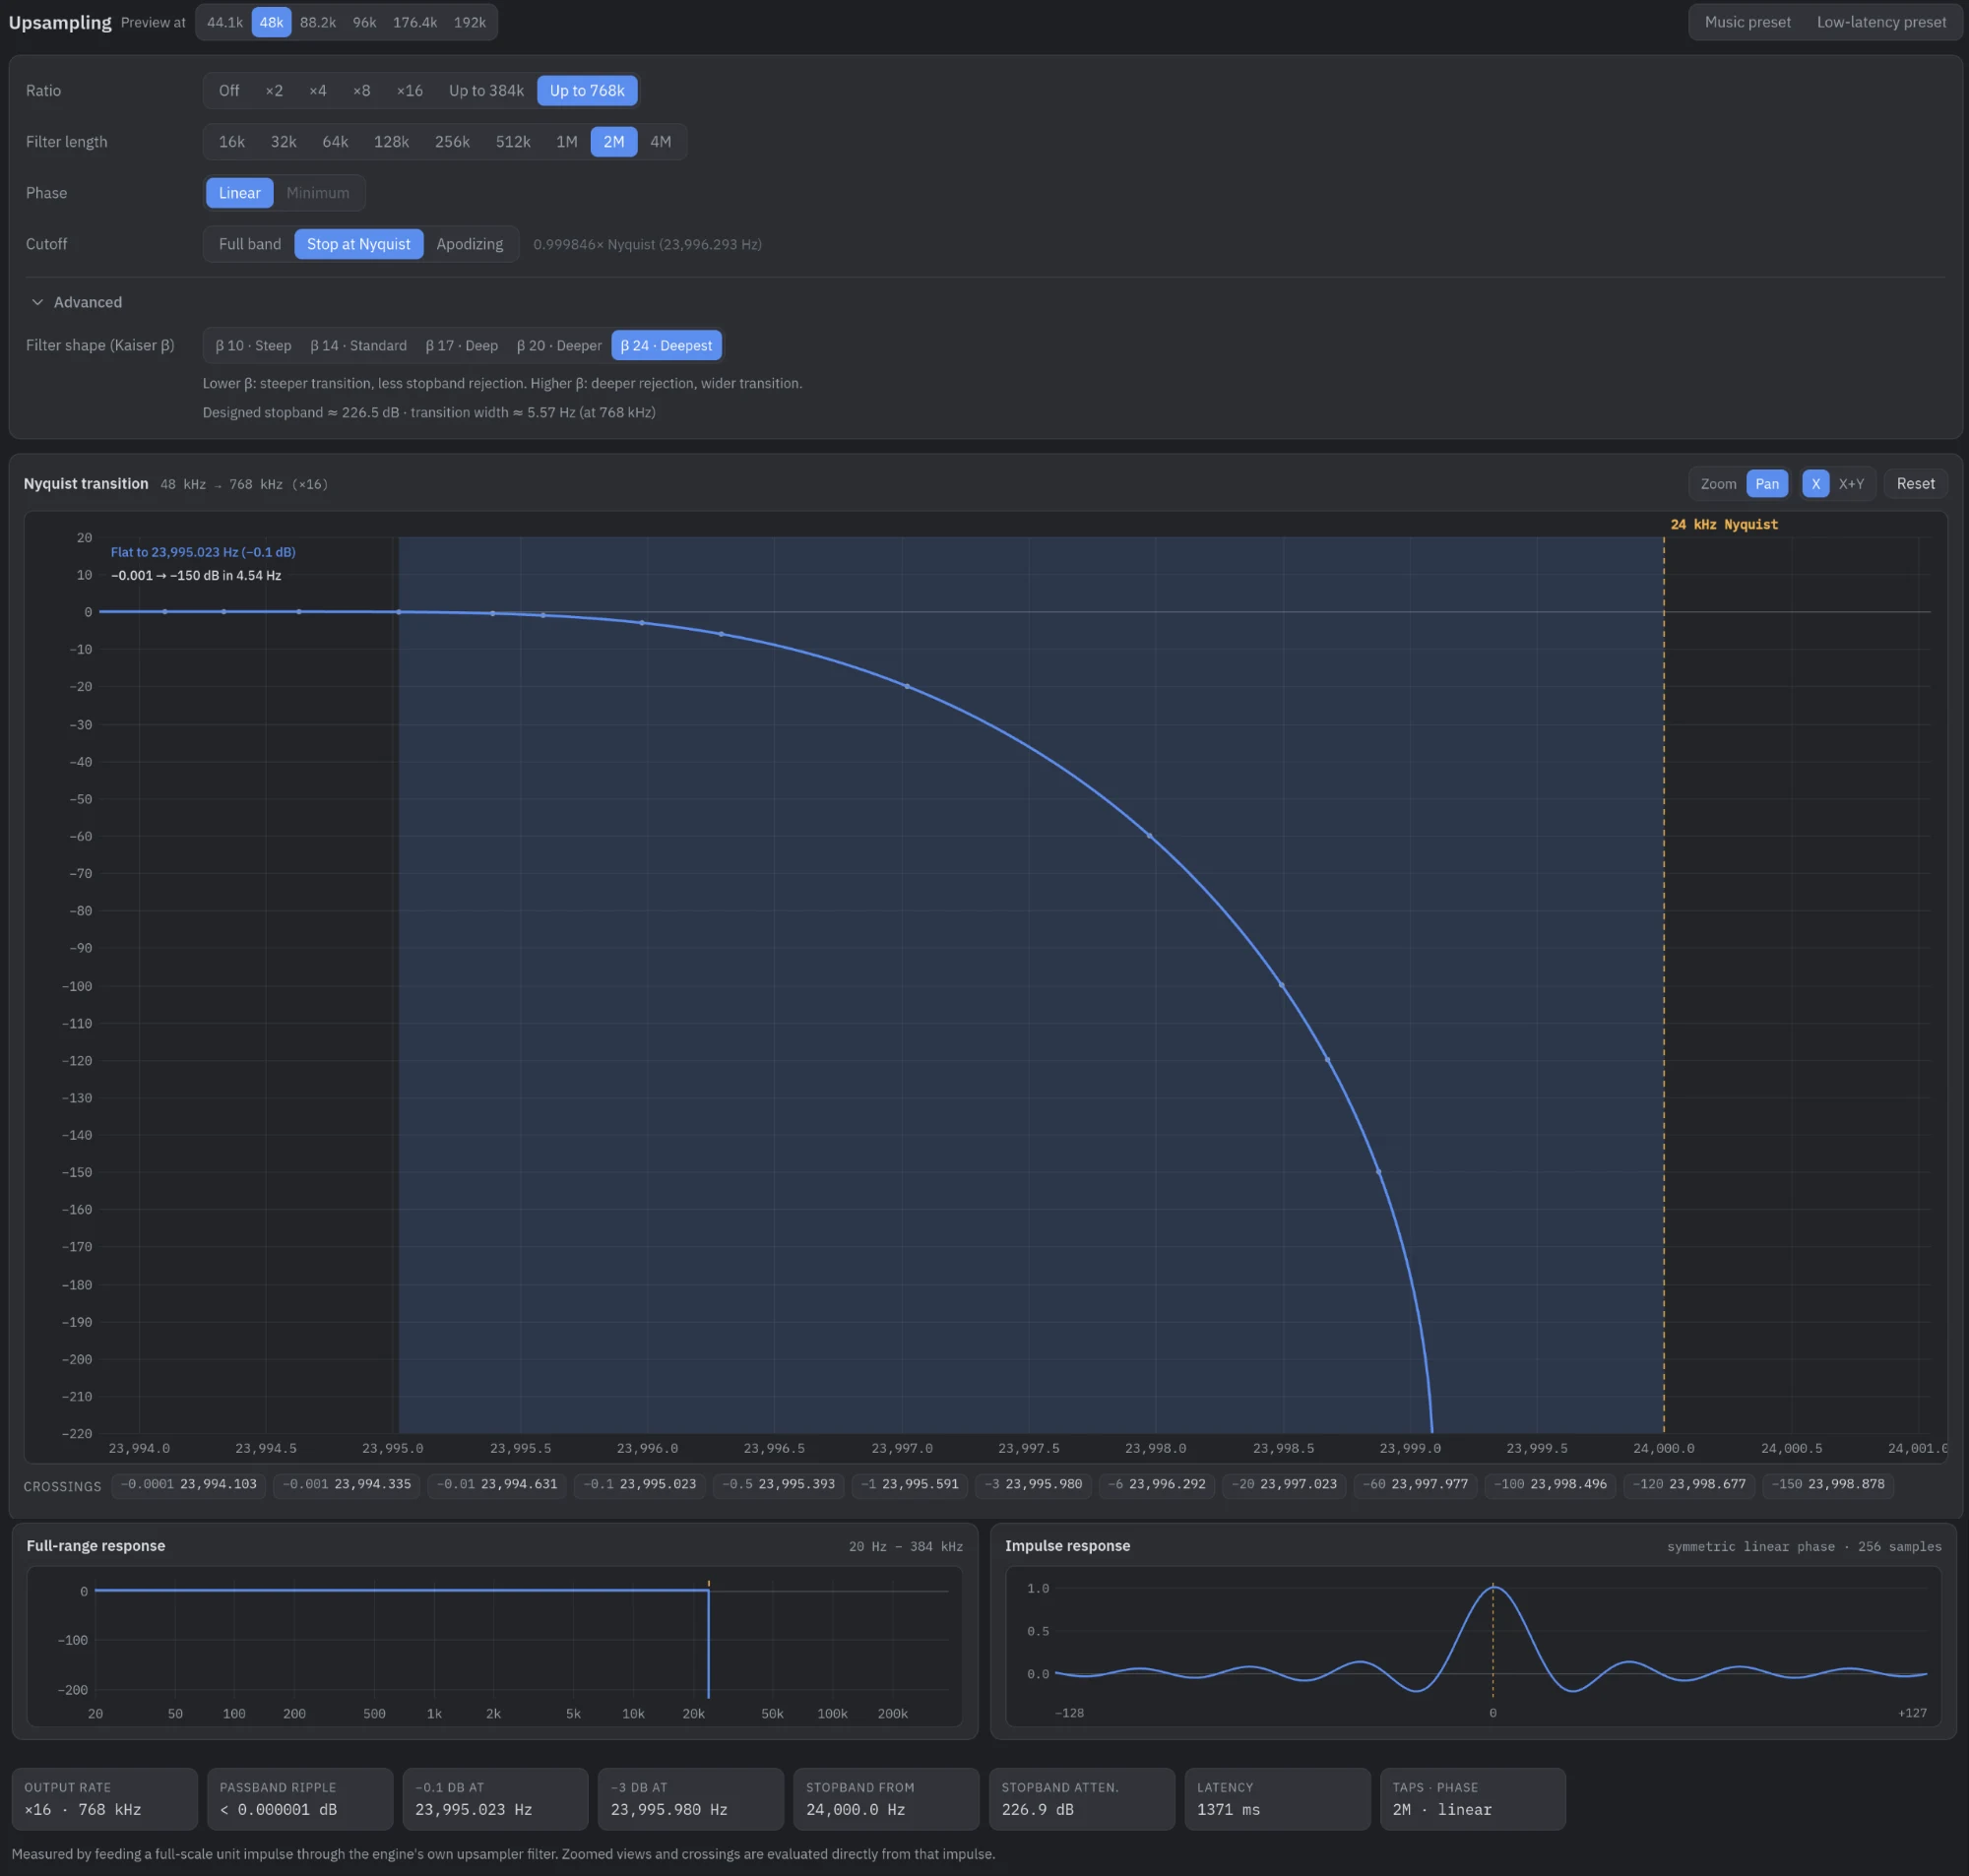 Upsampling Preview at 44.1k 48k 88.2k 96k 176.4k 192k Music preset Low-latency preset
Ratio Off ×2 ×4 ×8 ×16 Up to 384k Up to 768k
Filter length 16k 32k 64k 128k 256k 512k 1M 2M 4M
Phase Linear Minimum
Cutoff Full band Stop at Nyquist Apodizing 0.999846× Nyquist (23,996.293 Hz)
Advanced
Filter shape (Kaiser β) β 10 · Steep β 14 · Standard β 17 · Deep β 20 · Deeper β 24 · Deepest
Lower β: steeper transition, less stopband rejection. Higher β: deeper rejection, wider transition.
Designed stopband ≈ 226.5 dB · transition width ≈ 5.57 Hz (at 768 kHz)
Nyquist transition 48 kHz → 768 kHz (×16) Zoom Pan X X+Y Reset
24 kHz Nyquist
20
Flat to 23,995.023 Hz (−0.1 dB)
10 −0.001 → −150 dB in 4.54 Hz
0
−10
−20
−30
−40
−50
−60
−70
−80
−90
−100
−110
−120
−130
−140
−150
−160
−170
−180
−190
−200
−210
−220
23,994.0 23,994.5 23,995.0 23,995.5 23,996.0 23,996.5 23,997.0 23,997.5 23,998.0 23,998.5 23,999.0 23,999.5 24,000.0 24,000.5 24,001.0
CROSSINGS −0.0001 23,994.103 −0.001 23,994.335 −0.01 23,994.631 −0.1 23,995.023 −0.5 23,995.393 −1 23,995.591 −3 23,995.980 −6 23,996.292 −20 23,997.023 −60 23,997.977 −100 23,998.496 −120 23,998.677 −150 23,998.878
Full-range response 20 Hz – 384 kHz
0
−100
−200
20 50 100 200 500 1k 2k 5k 10k 20k 50k 100k 200k
Impulse response symmetric linear phase · 256 samples
1.0
0.5
0.0
−128 0 +127
OUTPUT RATE
×16 · 768 kHz
PASSBAND RIPPLE
< 0.000001 dB
−0.1 DB AT
23,995.023 Hz
−3 DB AT
23,995.980 Hz
STOPBAND FROM
24,000.0 Hz
STOPBAND ATTEN.
226.9 dB
LATENCY
1371 ms
TAPS · PHASE
2M · linear
Measured by feeding a full-scale unit impulse through the engine's own upsampler filter. Zoomed views and crossings are evaluated directly from that impulse.